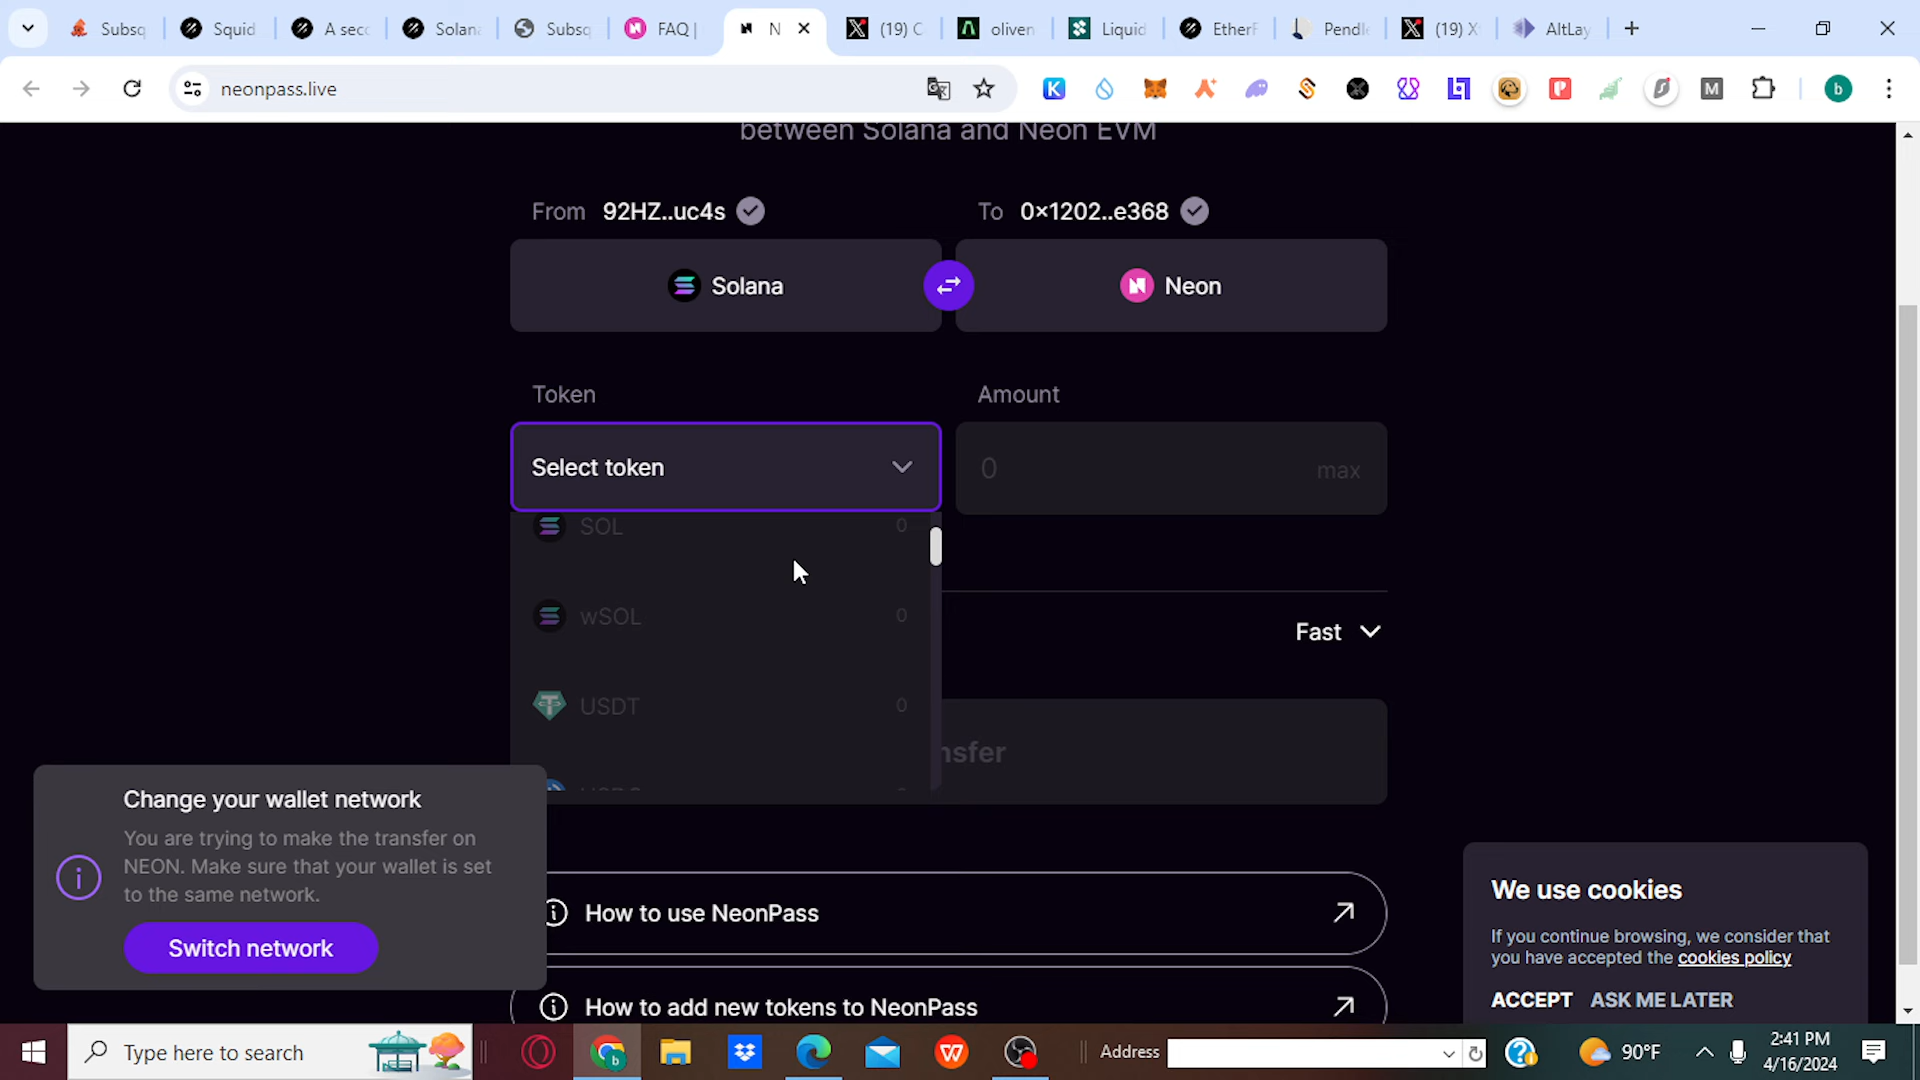 Subsq
Squid
A seco
Solana
Subsq
FAQ |
N
(19) C
oliven
Liquid
EtherF
Pendle
(19) X
AltLay
neonpass.live
between Solana and Neon EVM
From 92HZ..uc4s
To 0×1202..e368
Solana
Neon
Token
Amount
Select token
0
max
SOL 0
wSOL 0
USDT 0
Fast
nsfer
Change your wallet network
You are trying to make the transfer on
NEON. Make sure that your wallet is set
to the same network.
Switch network
How to use NeonPass
How to add new tokens to NeonPass
We use cookies
If you continue browsing, we consider that
you have accepted the cookies policy
ACCEPT ASK ME LATER
Type here to search
Address
90°F
2:41 PM
4/16/2024